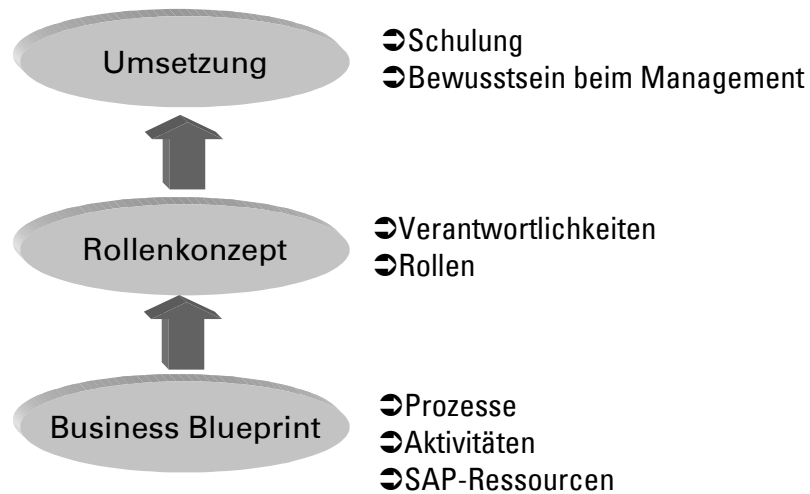 Umsetzung
➲Schulung
➲Bewusstsein beim Management
Rollenkonzept
➲Verantwortlichkeiten
➲Rollen
Business Blueprint
➲Prozesse
➲Aktivitäten
➲SAP-Ressourcen